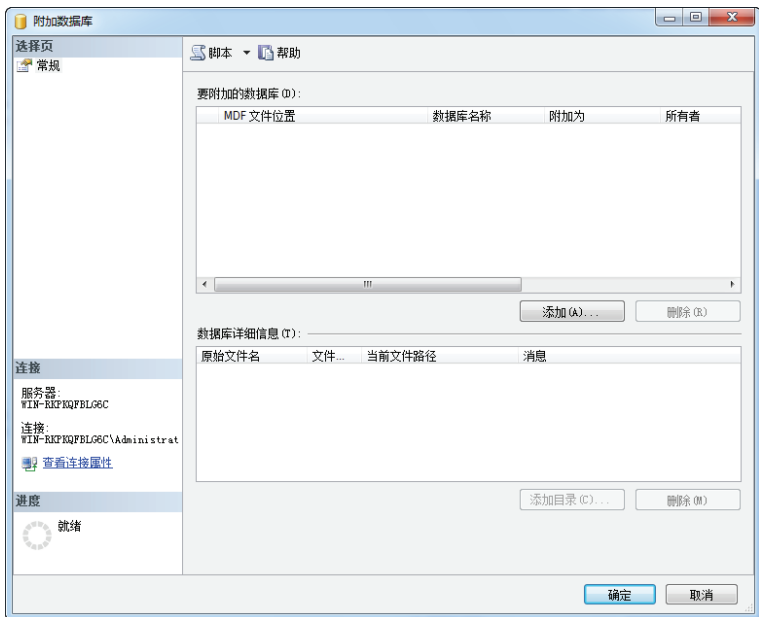 附加数据库
选择页
常规
脚本 帮助
要附加的数据库(D):
MDF 文件位置 数据库名称 附加为 所有者
添加(A)... 删除(R)
数据库详细信息(T):
原始文件名 文件... 当前文件路径 消息
添加目录(C)... 删除(M)
连接
服务器:
WIN-RKPKQFBLG6C
连接:
WIN-RKPKQFBLG6C\Administrat
查看连接属性
进度
就绪
确定 取消